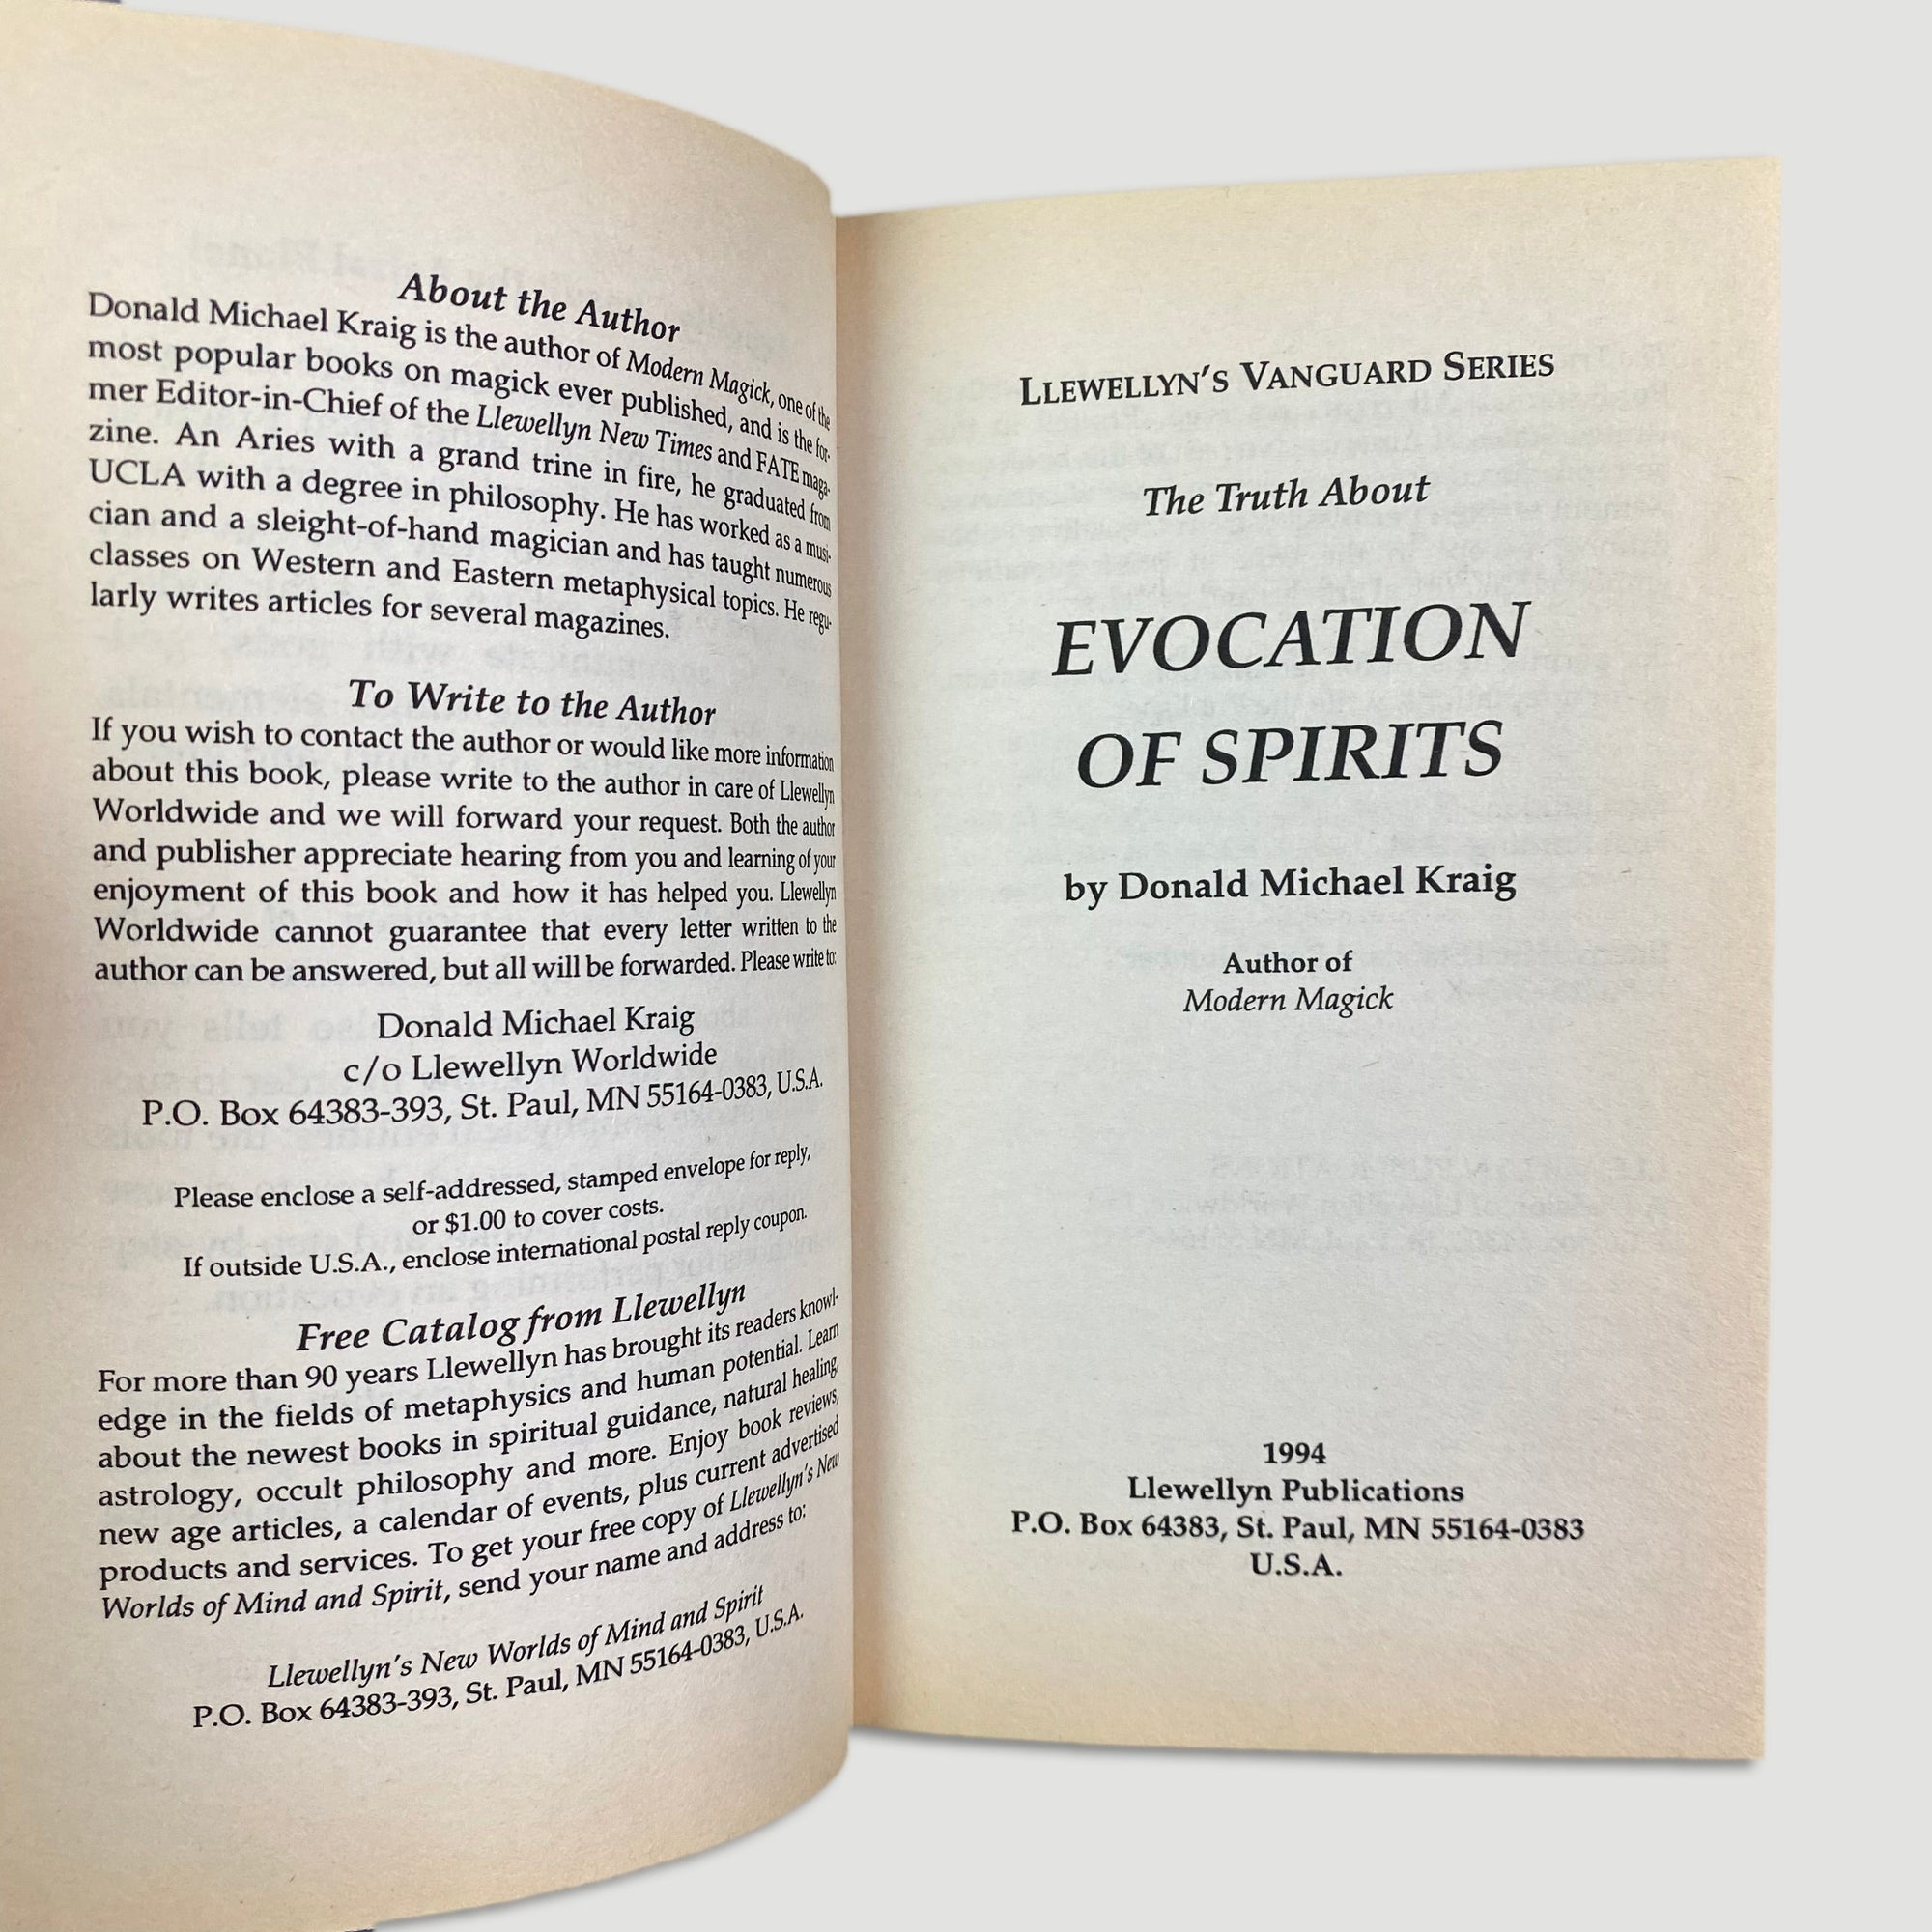 About the Author
Donald Michael Kraig is the author of Modern Magick, one of the
most popular books on magick ever published, and is the for-
mer Editor-in-Chief of the Llewellyn New Times and FATE maga-
zine. An Aries with a grand trine in fire, he graduated from
UCLA with a degree in philosophy. He has worked as a musi-
cian and a sleight-of-hand magician and has taught numerous
classes on Western and Eastern metaphysical topics. He regu-
larly writes articles for several magazines.
To Write to the Author
If you wish to contact the author or would like more information
about this book, please write to the author in care of Llewellyn
Worldwide and we will forward your request. Both the author
and publisher appreciate hearing from you and learning of your
enjoyment of this book and how it has helped you. Llewellyn
Worldwide cannot guarantee that every letter written to the
author can be answered, but all will be forwarded. Please write to:
Donald Michael Kraig
c/o Llewellyn Worldwide
P.O. Box 64383-393, St. Paul, MN 55164-0383, U.S.A.
Please enclose a self-addressed, stamped envelope for reply,
or $1.00 to cover costs.
If outside U.S.A., enclose international postal reply coupon.
Free Catalog from Llewellyn
For more than 90 years Llewellyn has brought its readers knowl-
edge in the fields of metaphysics and human potential. Learn
about the newest books in spiritual guidance, natural healing,
astrology, occult philosophy and more. Enjoy book reviews,
new age articles, a calendar of events, plus current advertised
products and services. To get your free copy of Llewellyn's New
Worlds of Mind and Spirit, send your name and address to:
Llewellyn's New Worlds of Mind and Spirit
P.O. Box 64383-393, St. Paul, MN 55164-0383, U.S.A.
LLEWELLYN'S VANGUARD SERIES
The Truth About
EVOCATION
OF SPIRITS
by Donald Michael Kraig
Author of
Modern Magick
1994
Llewellyn Publications
P.O. Box 64383, St. Paul, MN 55164-0383
U.S.A.